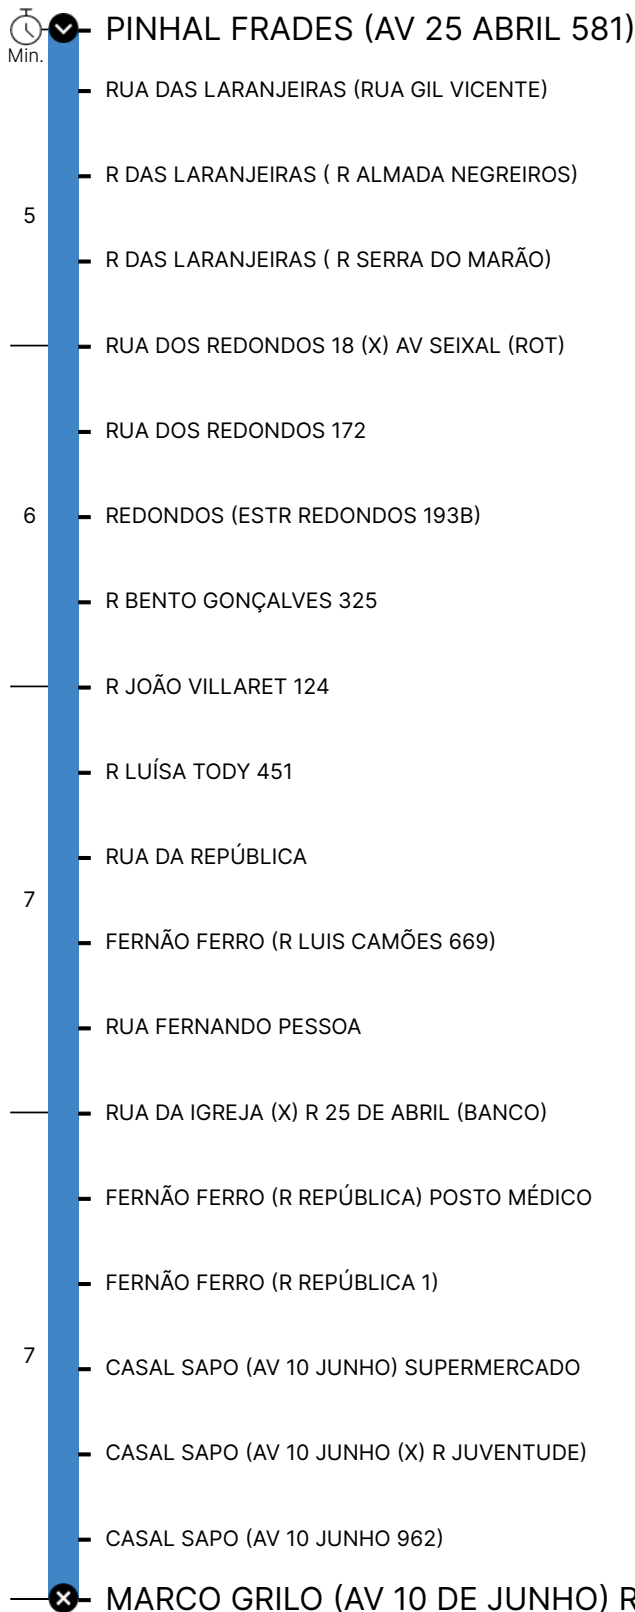 PINHAL FRADES (AV 25 ABRIL 581)
Min.
RUA DAS LARANJEIRAS (RUA GIL VICENTE)
R DAS LARANJEIRAS ( R ALMADA NEGREIROS)
5
R DAS LARANJEIRAS ( R SERRA DO MARÃO)
RUA DOS REDONDOS 18 (X) AV SEIXAL (ROT)
RUA DOS REDONDOS 172
6 REDONDOS (ESTR REDONDOS 193B)
R BENTO GONÇALVES 325
R JOÃO VILLARET 124
R LUÍSA TODY 451
RUA DA REPÚBLICA
7
FERNÃO FERRO (R LUIS CAMÕES 669)
RUA FERNANDO PESSOA
RUA DA IGREJA (X) R 25 DE ABRIL (BANCO)
FERNÃO FERRO (R REPÚBLICA) POSTO MÉDICO
FERNÃO FERRO (R REPÚBLICA 1)
7
CASAL SAPO (AV 10 JUNHO) SUPERMERCADO
CASAL SAPO (AV 10 JUNHO (X) R JUVENTUDE)
CASAL SAPO (AV 10 JUNHO 962)
MARCO GRILO (AV 10 DE JUNHO) R